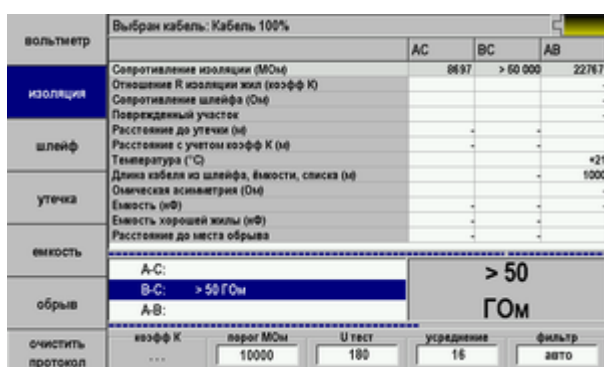 Выбран кабель: Кабель 100%
вольтметр
AC BC AB
Сопротивление изоляции (МОм) 8697 > 50 000 22767
изоляция
Отношение R изоляции жил (коэфф К)
Сопротивление шлейфа (Ом)
Поврежденный участок
Расстояние до утечки (м) - -
шлейф
Расстояние с учетом коэфф К (м) - -
Температура (°C) +21
Длина кабеля из шлейфа, ёмкости, списка (м) - 1000
утечка
Омическая асимметрия (Ом)
Емкость (нФ) - -
Емкость хорошей жилы (нФ) - -
Расстояние до места обрыва - -
емкость
А-С:
В-С: > 50 ГОм
А-В:
> 50
ГОм
обрыв
очистить
протокол
коэфф К порог МОм U тест усреднение фильтр
... 10000 180 16 авто